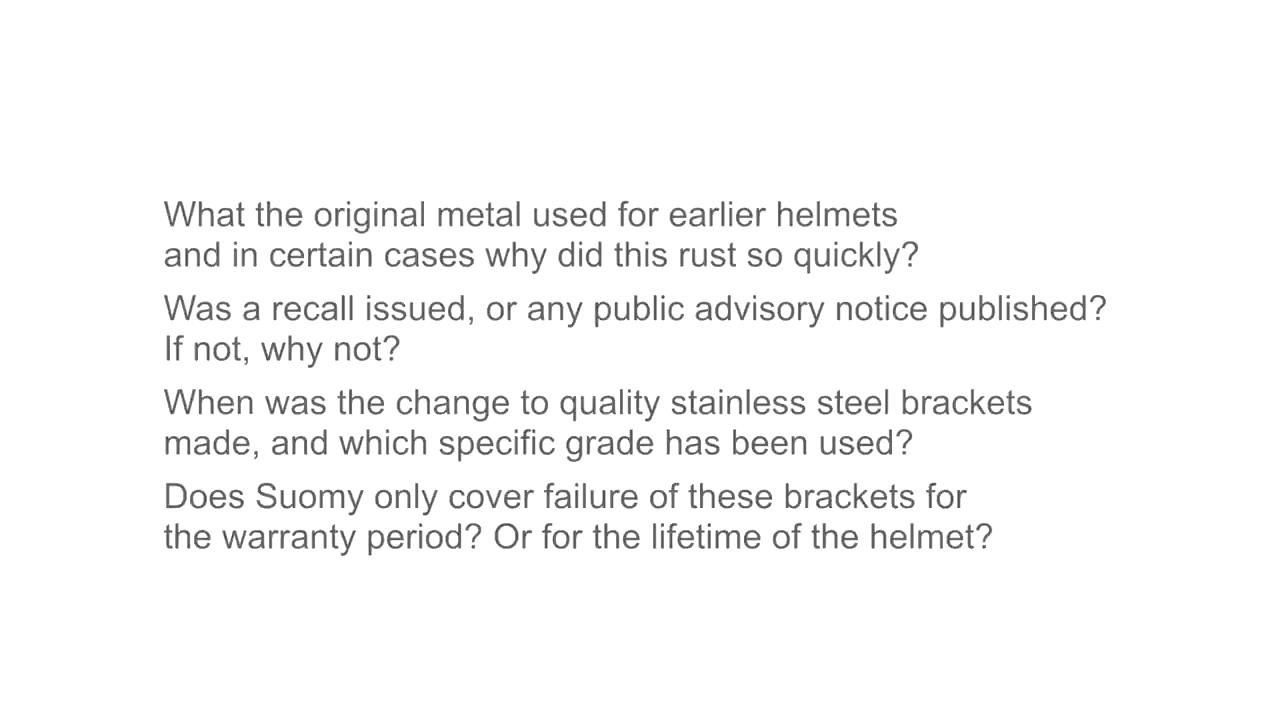 What the original metal used for earlier helmets
and in certain cases why did this rust so quickly?
Was a recall issued, or any public advisory notice published?
If not, why not?
When was the change to quality stainless steel brackets
made, and which specific grade has been used?
Does Suomy only cover failure of these brackets for
the warranty period? Or for the lifetime of the helmet?